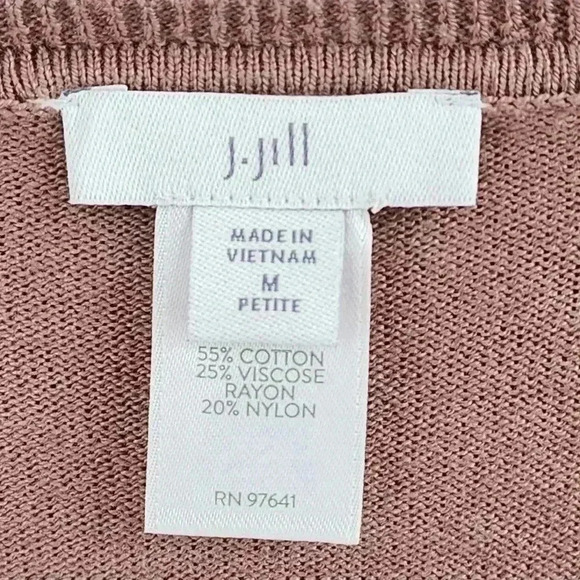 J.Jill
MADE IN
VIETNAM
M
PETITE
55% COTTON
25% VISCOSE
RAYON
20% NYLON
RN 97641